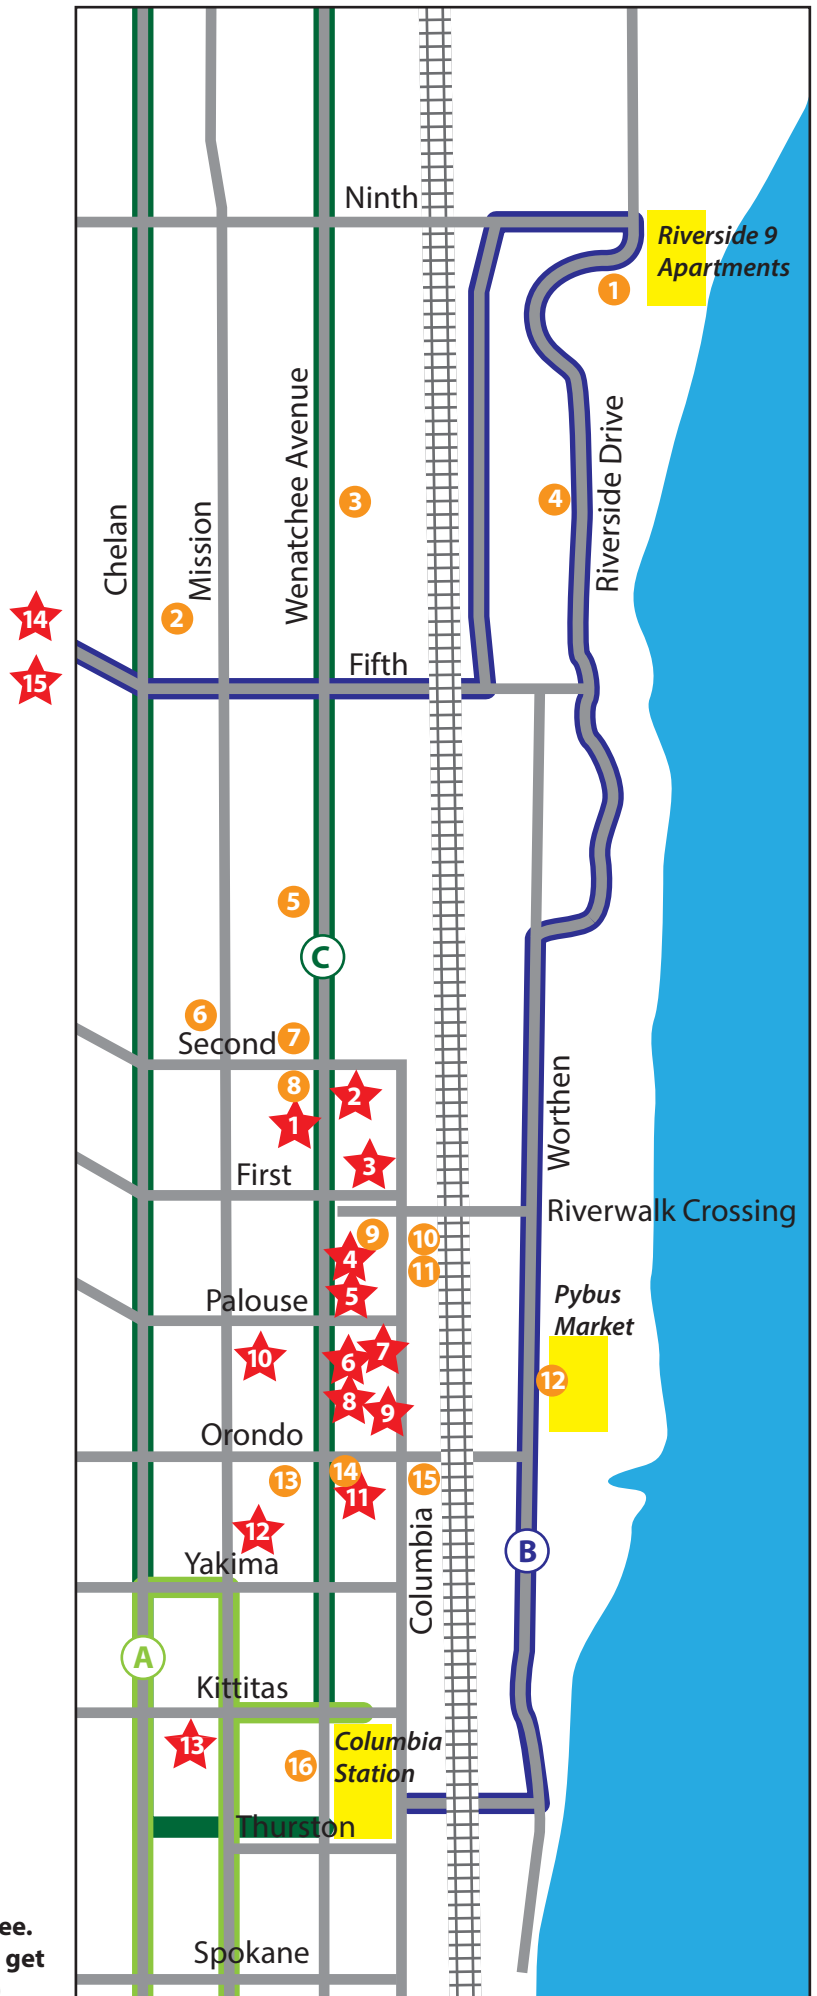 Ninth
Riverside 9
Apartments
1
Wenatchee Avenue
Riverside Drive
3
4
Chelan
Mission
14
2
Fifth
15
5
C
6
7
Second
8
2
1
Worthen
3
First
Riverwalk Crossing
9
10
4
11
5
Palouse
Pybus
Market
10
6
7
12
8
9
Orondo
13
14
15
11
12
Columbia
B
Yakima
A
Kittitas
13
Columbia
Station
16
Thurston
ee.
get
Spokane